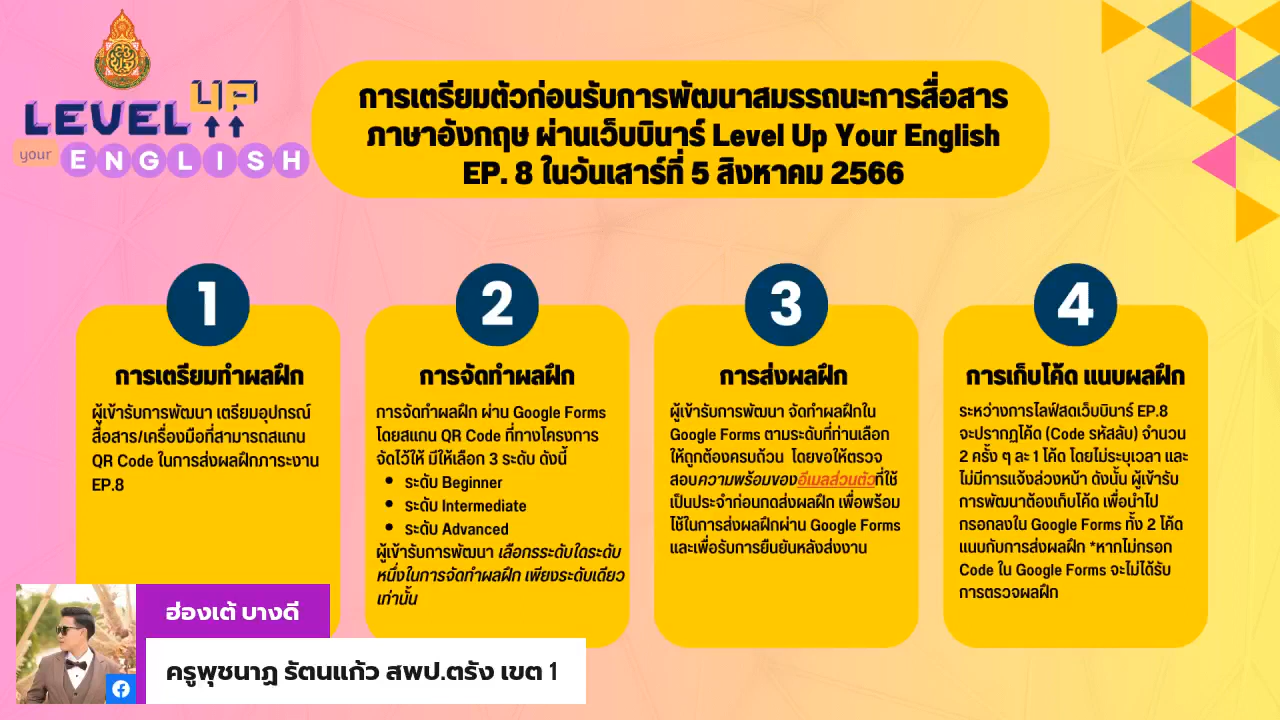 LEVEL UP
your ENGLISH
การเตรียมตัวก่อนรับการพัฒนาสมรรถนะการสื่อสาร
ภาษาอังกฤษ ผ่านเว็บบินาร์ Level Up Your English
EP. 8 ในวันเสาร์ที่ 5 สิงหาคม 2566
1
การเตรียมทำผลฝึก
ผู้เข้ารับการพัฒนา เตรียมอุปกรณ์
สื่อสาร/เครื่องมือที่สามารถสแกน
QR Code ในการส่งผลฝึกภาระงาน
EP.8
2
การจัดทำผลฝึก
การจัดทำผลฝึก ผ่าน Google Forms
โดยสแกน QR Code ที่ทางโครงการ
จัดไว้ให้ มีให้เลือก 3 ระดับ ดังนี้
• ระดับ Beginner
• ระดับ Intermediate
• ระดับ Advanced
ผู้เข้ารับการพัฒนา เลือกรระดับใดระดับ
หนึ่งในการจัดทำผลฝึก เพียงระดับเดียว
เท่านั้น
3
การส่งผลฝึก
ผู้เข้ารับการพัฒนา จัดทำผลฝึกใน
Google Forms ตามระดับที่ท่านเลือก
ให้ถูกต้องครบถ้วน โดยขอให้ตรวจ
สอบความพร้อมของอีเมลส่วนตัวที่ใช้
เป็นประจำก่อนกดส่งผลฝึก เพื่อพร้อม
ใช้ในการส่งผลฝึกผ่าน Google Forms
และเพื่อรับการยืนยันหลังส่งงาน
4
การเก็บโค้ด แนบผลฝึก
ระหว่างการไลฟ์สดเว็บบินาร์ EP.8
จะปรากฏโค้ด (Code รหัสลับ) จำนวน
2 ครั้ง ๆ ละ 1 โค้ด โดยไม่ระบุเวลา และ
ไม่มีการแจ้งล่วงหน้า ดังนั้น ผู้เข้ารับ
การพัฒนาต้องเก็บโค้ด เพื่อนำไป
กรอกลงใน Google Forms ทั้ง 2 โค้ด
แนบกับการส่งผลฝึก *หากไม่กรอก
Code ใน Google Forms จะไม่ได้รับ
การตรวจผลฝึก
ฮ่องเต้ บางดี
ครูพุชนาฏ รัตนแก้ว สพป.ตรัง เขต 1